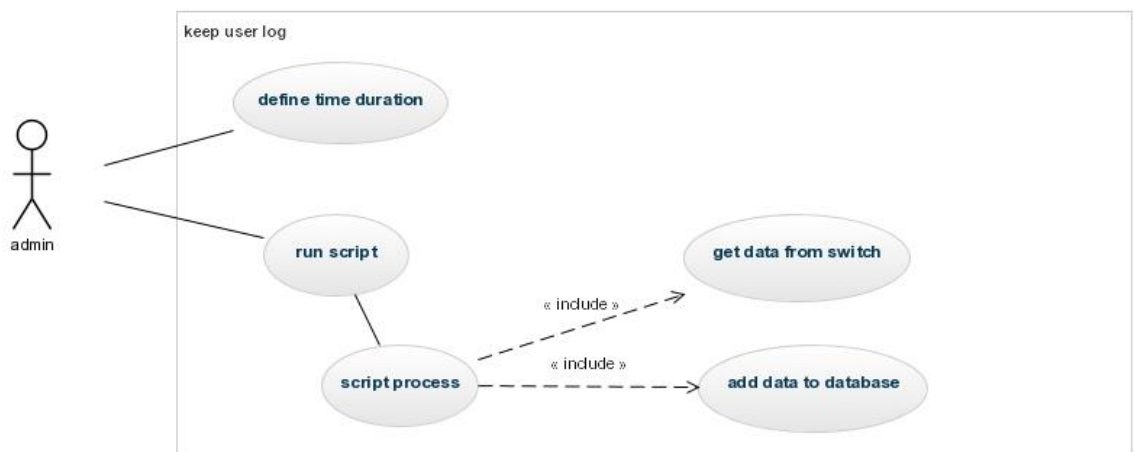 keep user log
define time duration
admin
run script
get data from switch
« include »
« include »
script process
add data to database